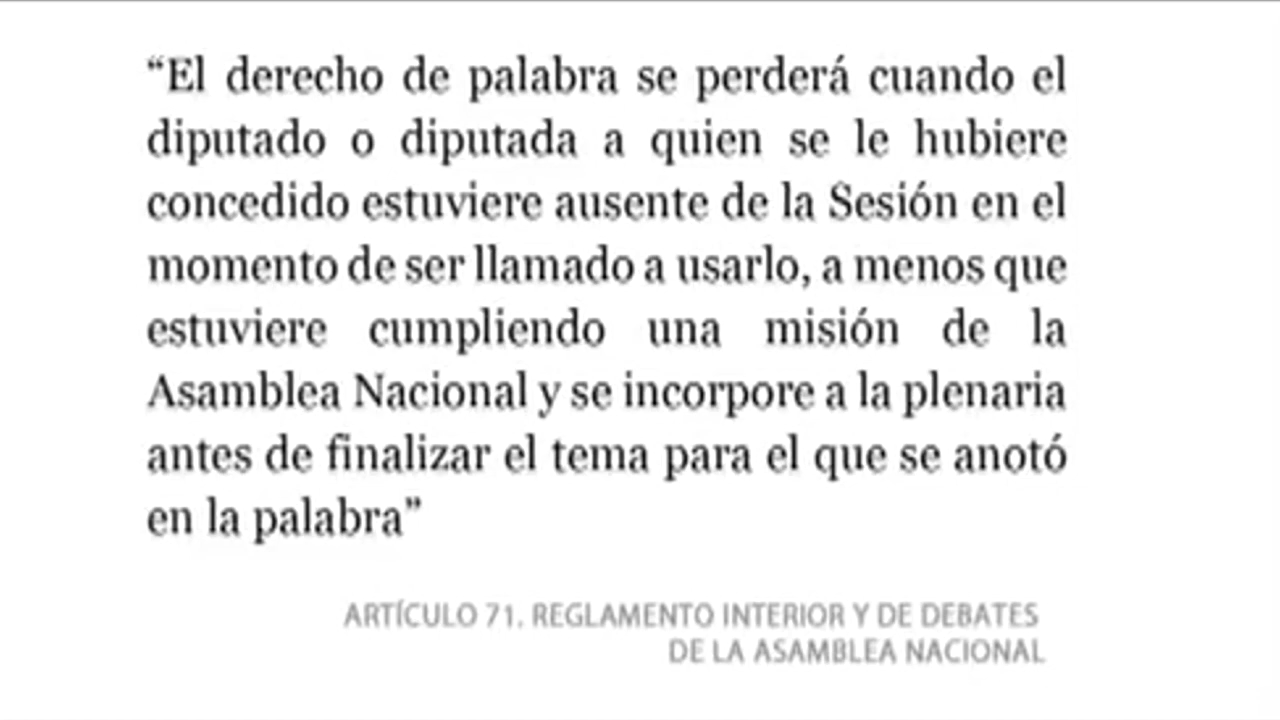 “El derecho de palabra se perderá cuando el
diputado o diputada a quien se le hubiere
concedido estuviere ausente de la Sesión en el
momento de ser llamado a usarlo, a menos que
estuviere cumpliendo una misión de la
Asamblea Nacional y se incorpore a la plenaria
antes de finalizar el tema para el que se anotó
en la palabra”
ARTÍCULO 71. REGLAMENTO INTERIOR Y DE DEBATES
DE LA ASAMBLEA NACIONAL